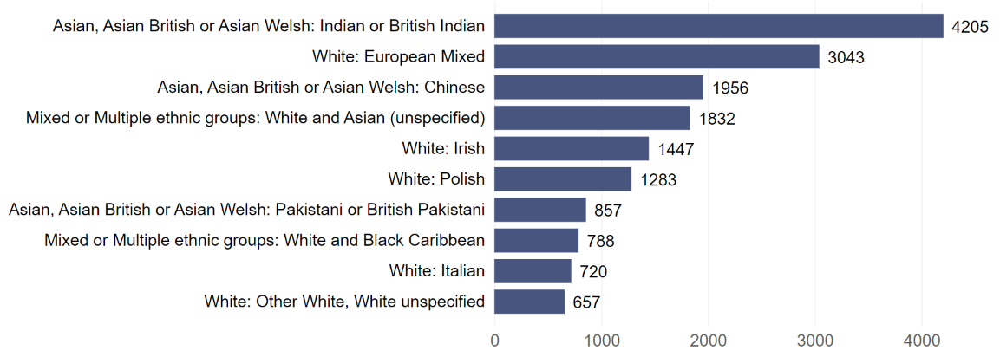 Asian, Asian British or Asian Welsh: Indian or British Indian 4205
White: European Mixed 3043
Asian, Asian British or Asian Welsh: Chinese 1956
Mixed or Multiple ethnic groups: White and Asian (unspecified) 1832
White: Irish 1447
White: Polish 1283
Asian, Asian British or Asian Welsh: Pakistani or British Pakistani 857
Mixed or Multiple ethnic groups: White and Black Caribbean 788
White: Italian 720
White: Other White, White unspecified 657
0 1000 2000 3000 4000